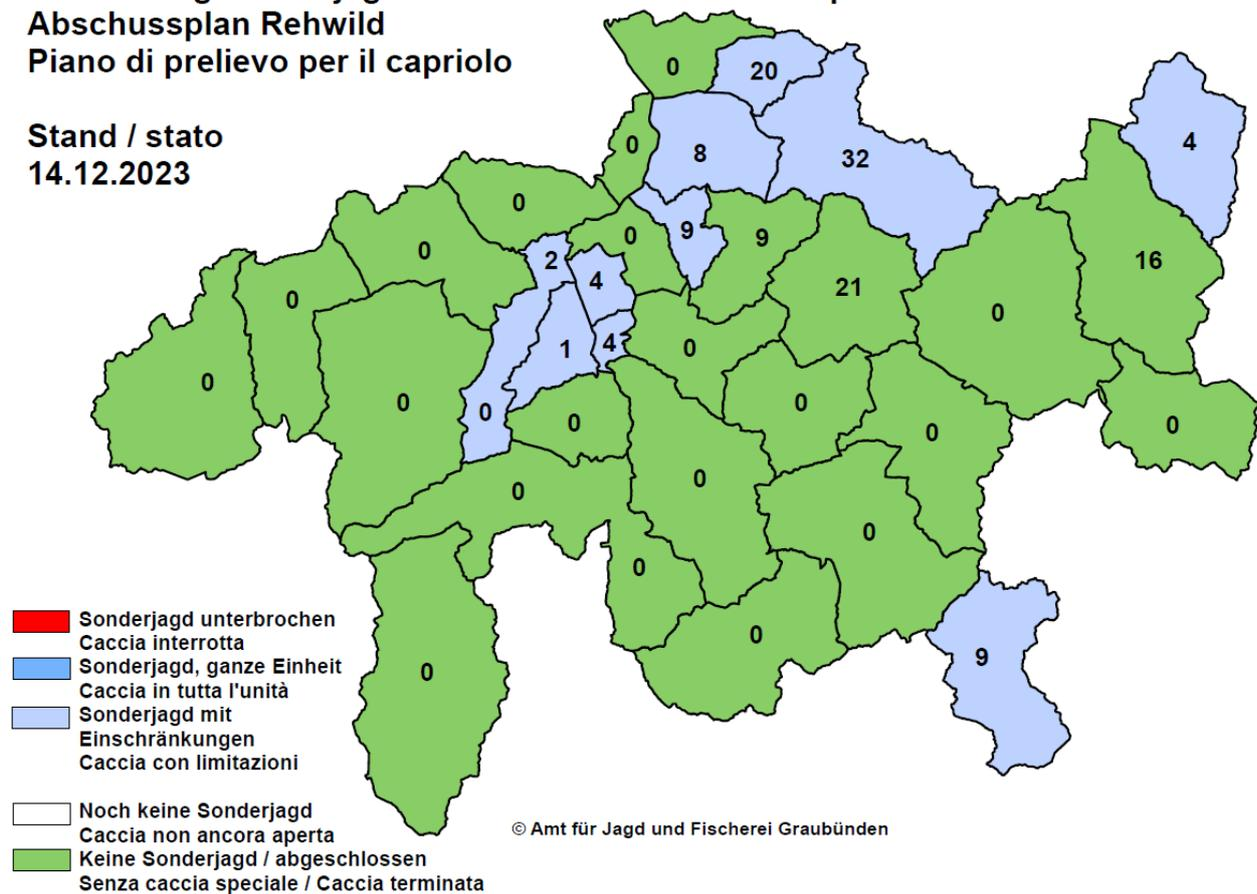 Abschussplan Rehwild
Piano di prelievo per il capriolo
Stand / stato
14.12.2023
0
20
0
8
32
4
0
0
9
9
0
2
4
16
21
0
0
0
1
4
0
0
0
0
0
0
0
0
0
0
0
0
0
0
9
0
Sonderjagd unterbrochen
Caccia interrotta
Sonderjagd, ganze Einheit
Caccia in tutta l'unità
Sonderjagd mit
Einschränkungen
Caccia con limitazioni
Noch keine Sonderjagd
Caccia non ancora aperta
Keine Sonderjagd / abgeschlossen
Senza caccia speciale / Caccia terminata
© Amt für Jagd und Fischerei Graubünden